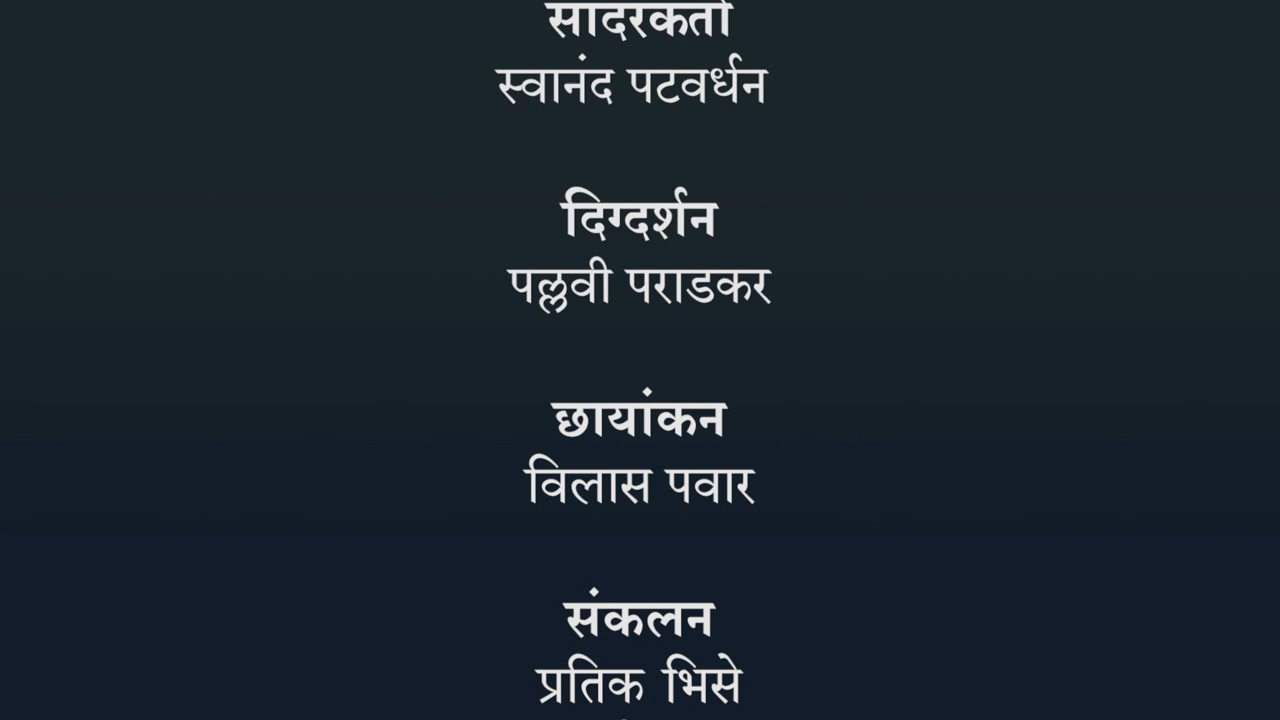 सादरकर्ता
स्वानंद पटवर्धन
दिग्दर्शन
पल्लवी पराडकर
छायांकन
विलास पवार
संकलन
प्रतिक भिसे